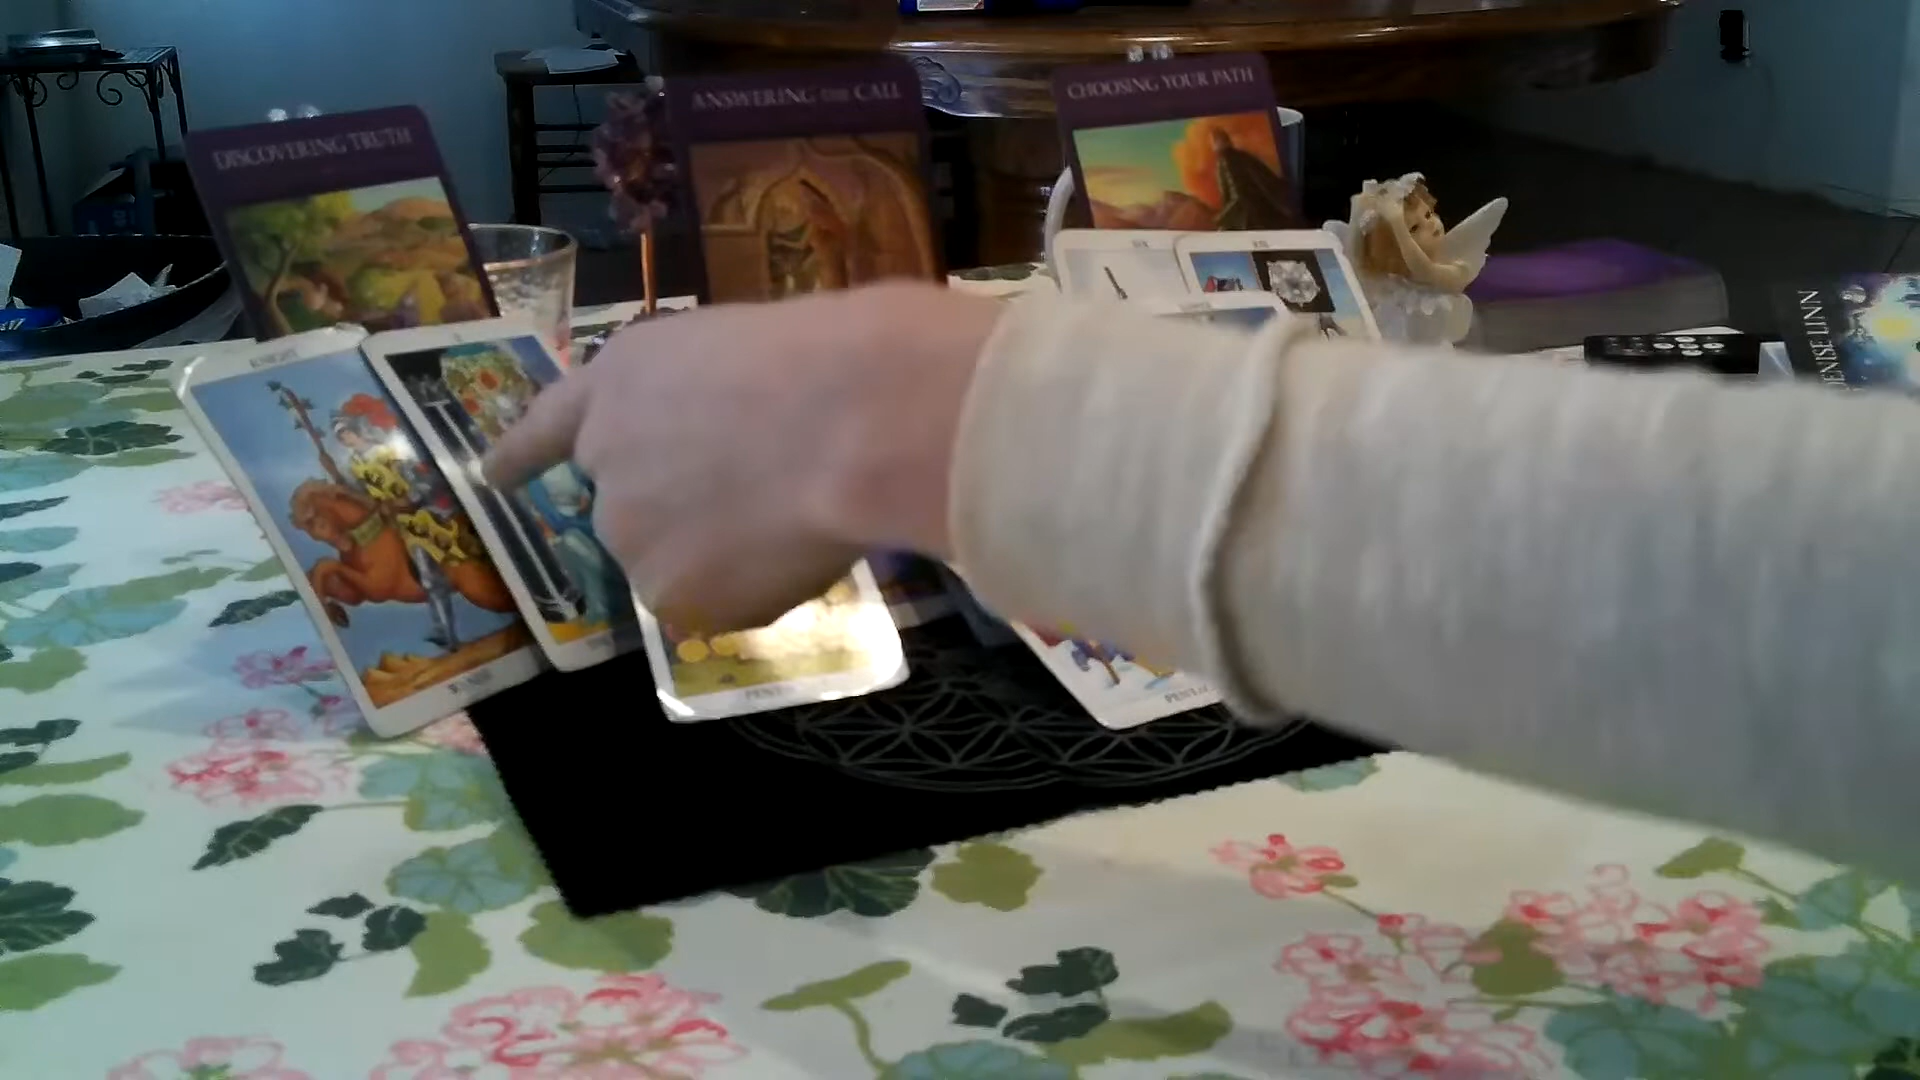 DISCOVERING TRUTH
ANSWERING THE CALL
CHOOSING YOUR PATH
KNIGHT
DENISE LINN